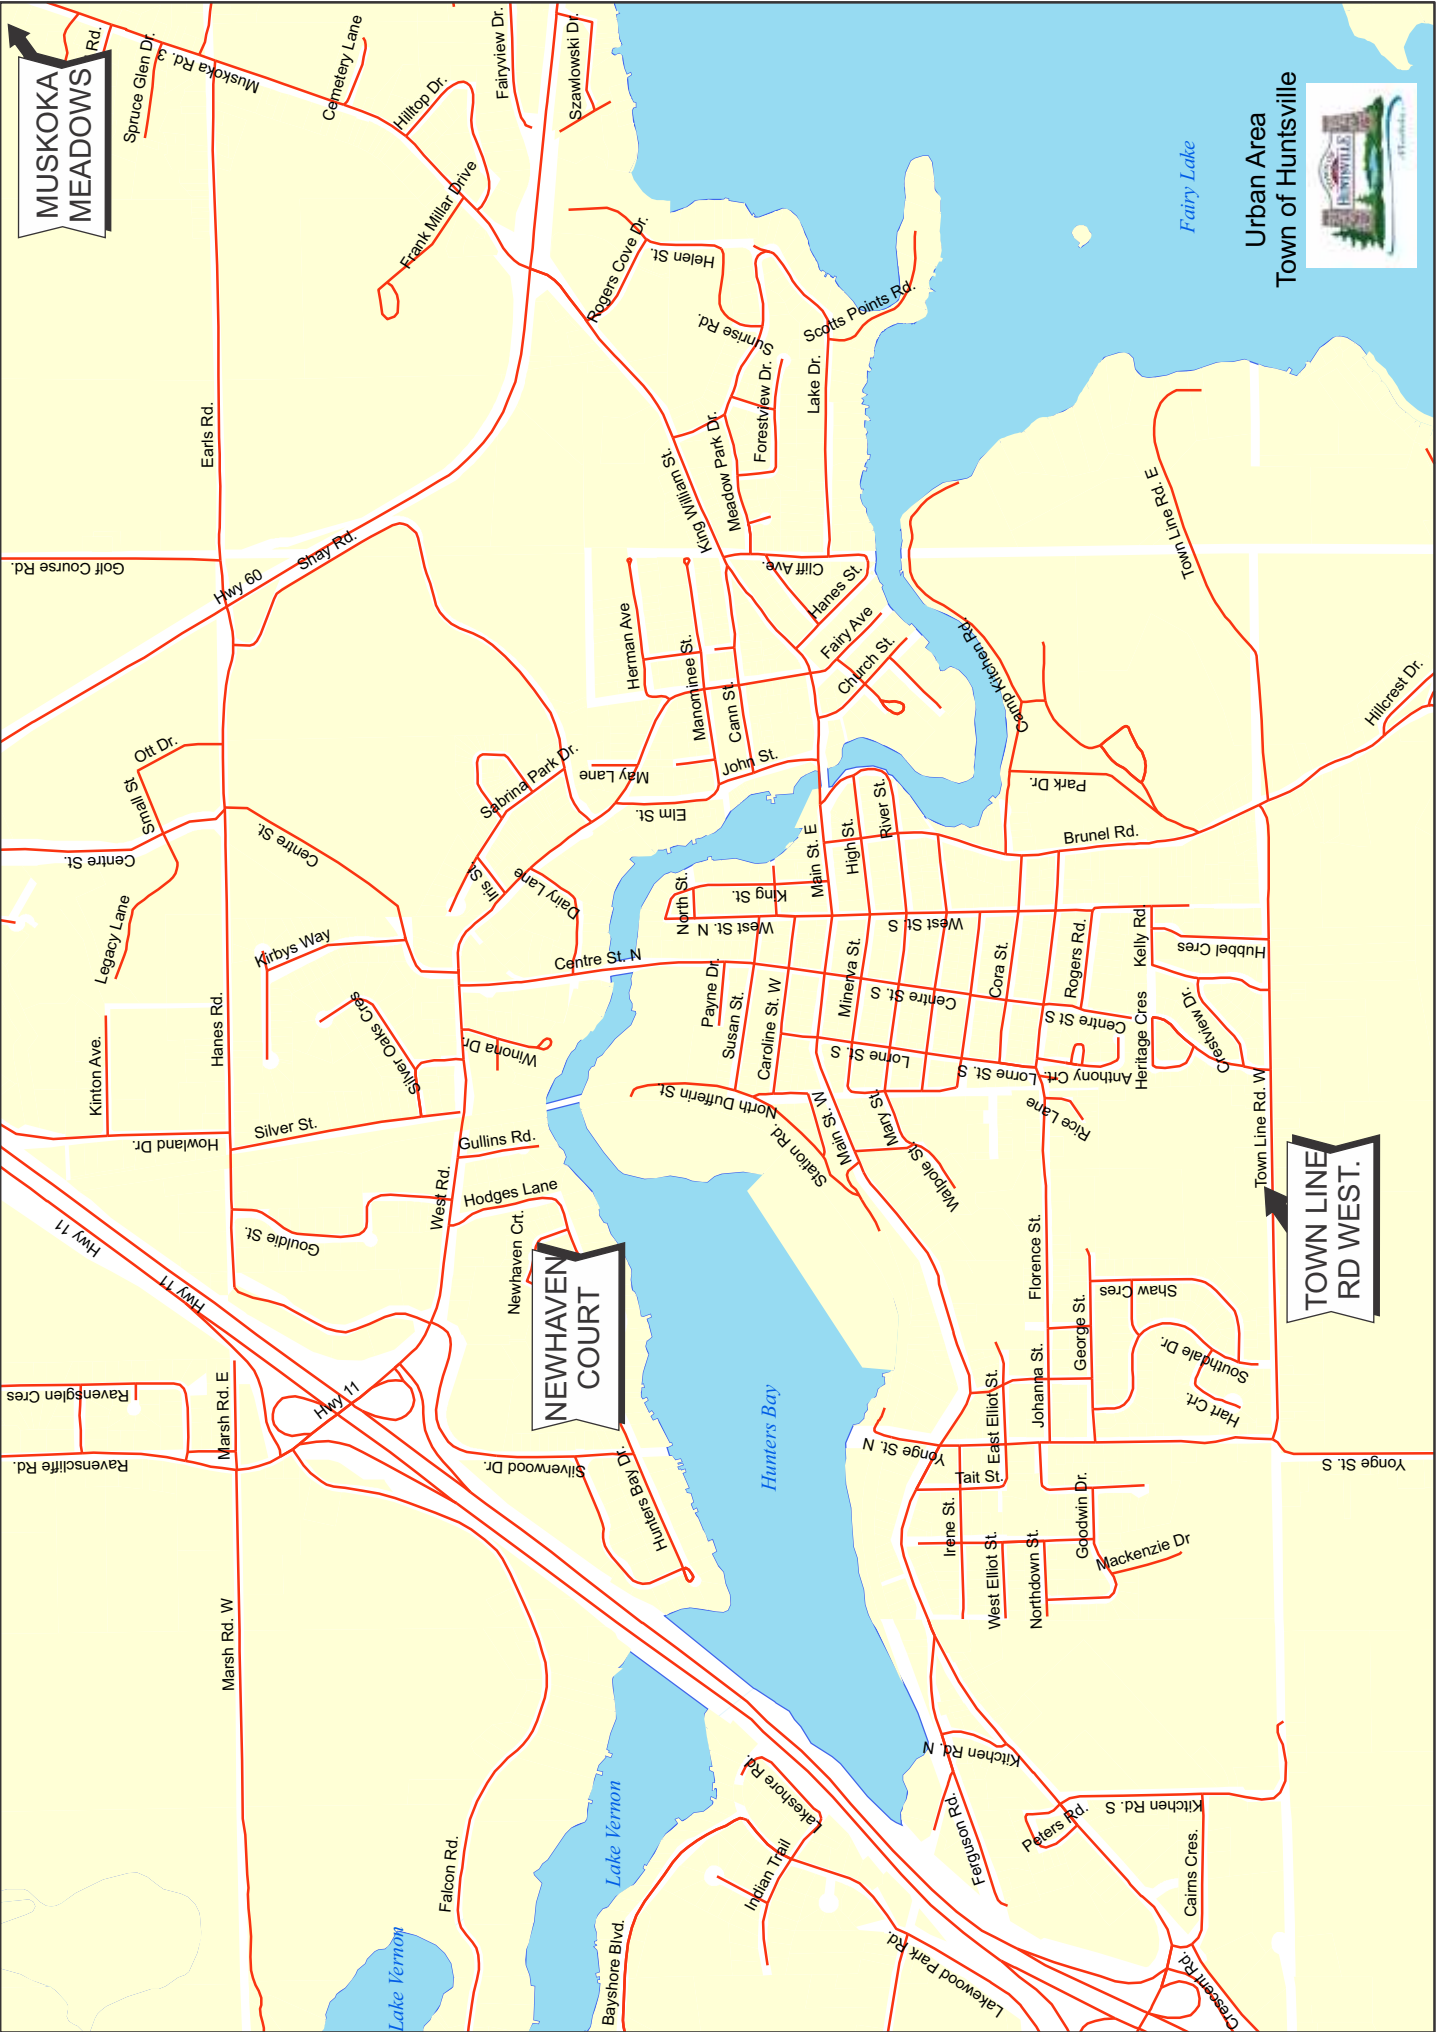 MUSKOKA
MEADOWS
Rd.
Spruce Glen Dr.
Muskoka Rd. 3
Cemetery Lane
Hilltop Dr.
Fairyview Dr.
Szawlowski Dr.
Frank Millar Drive
Rogers Cove Dr.
Helen St.
Sunrise Rd.
Scotts Points Rd.
Fairy Lake
Urban Area
Town of Huntsville
HUNTSVILLE
Earls Rd.
Golf Course Rd.
Hwy 60
Shay Rd.
King William St.
Meadow Park Dr.
Forestview Dr.
Lake Dr.
Cliff Ave.
Hanes St.
Fairy Ave
Church St.
Herman Ave
Manominee St.
Cann St.
John St.
Town Line Rd. E
Camp Kitchen Rd.
Hillcrest Dr.
Park Dr.
Brunel Rd.
Ott Dr.
Small St
Centre St.
Centre St.
Legacy Lane
Sabrina Park Dr.
May Lane
Elm St.
Iris St.
Dairy Lane
Kirbys Way
Centre St. N
North St.
King St.
Main St. E
High St.
River St.
West St. N
West St. S
Kinton Ave.
Hanes Rd.
Silver Oaks Cres
Winona Dr.
Payne Dr.
Susan St.
Caroline St. W
Minerva St.
Centre St. S
Cora St.
Rogers Rd.
Kelly Rd.
Hubbel Cres
Centre St S
Heritage Cres
Crestview Dr.
Lorne St. S
Lorne St. S
Anthony Crt.
Howland Dr.
Silver St.
Gullins Rd.
North Dufferin St
Station Rd.
Main St. W
Mary St.
Walpole St.
Rice Lane
Town Line Rd. W
TOWN LINE
RD WEST.
Gouldie St.
West Rd.
Hodges Lane
Newhaven Crt.
NEWHAVEN
COURT
Hwy 11
Hwy 11
Hwy 11
Florence St.
Shaw Cres
George St.
Southdale Dr.
Hart Crt.
Johanna St.
East Elliot St.
Ravensglen Cres
Marsh Rd. E
Ravenscliffe Rd.
Silverwood Dr.
Hunters Bay Dr.
Hunters Bay
Yonge St. N
Yonge St. S
Tait St.
Irene St.
West Elliot St.
Northdown St.
Goodwin Dr.
Mackenzie Dr
Marsh Rd. W
Falcon Rd.
Lake Vernon
Lake Vernon
Lakeshore Rd.
Indian Trail
Bayshore Blvd.
Lakewood Park Rd.
Kitchen Rd. N
Ferguson Rd.
Peters Rd.
Kitchen Rd. S
Cairns Cres.
Crescent Rd.